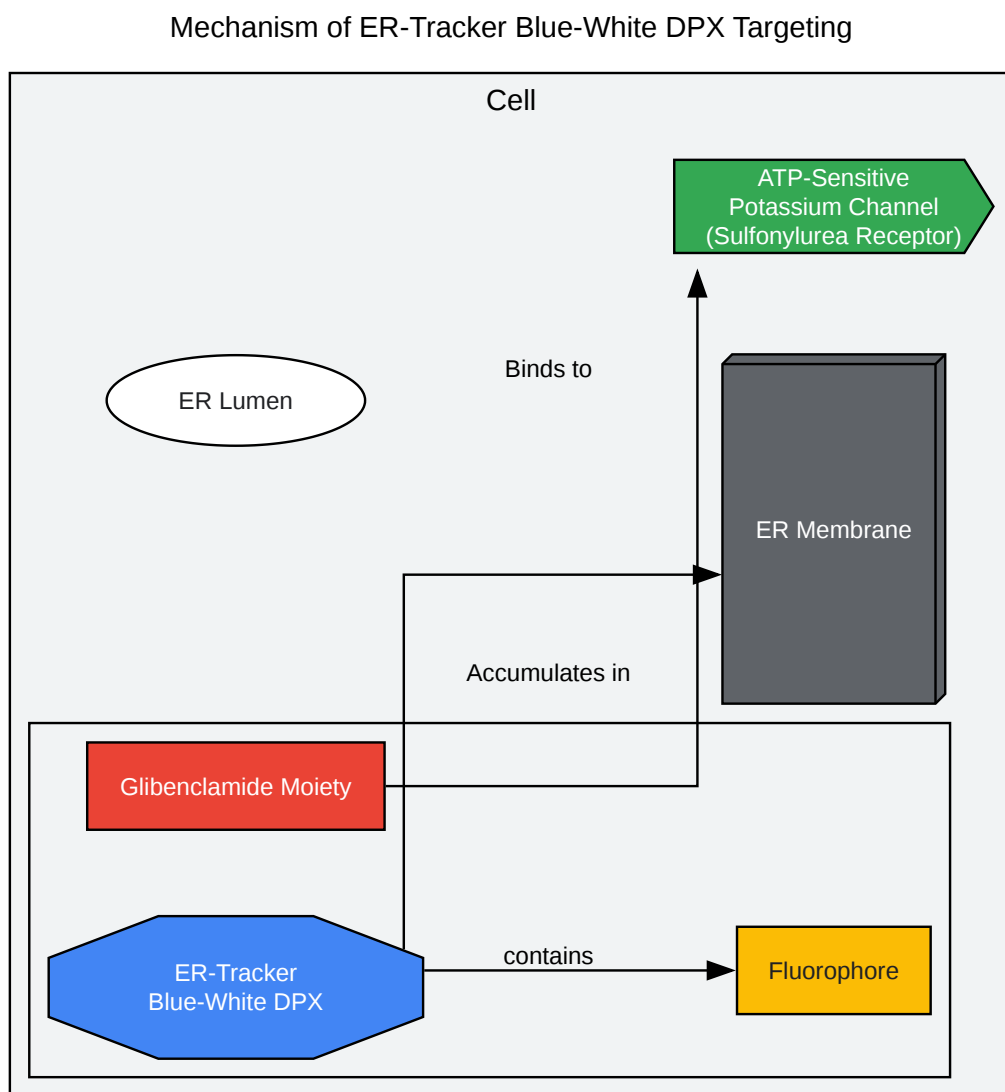 Mechanism of ER-Tracker Blue-White DPX Targeting
Cell
ATP-Sensitive
Potassium Channel
(Sulfonylurea Receptor)
Binds to
ER Lumen
ER Membrane
Accumulates in
Glibenclamide Moiety
ER-Tracker
Blue-White DPX
contains
Fluorophore